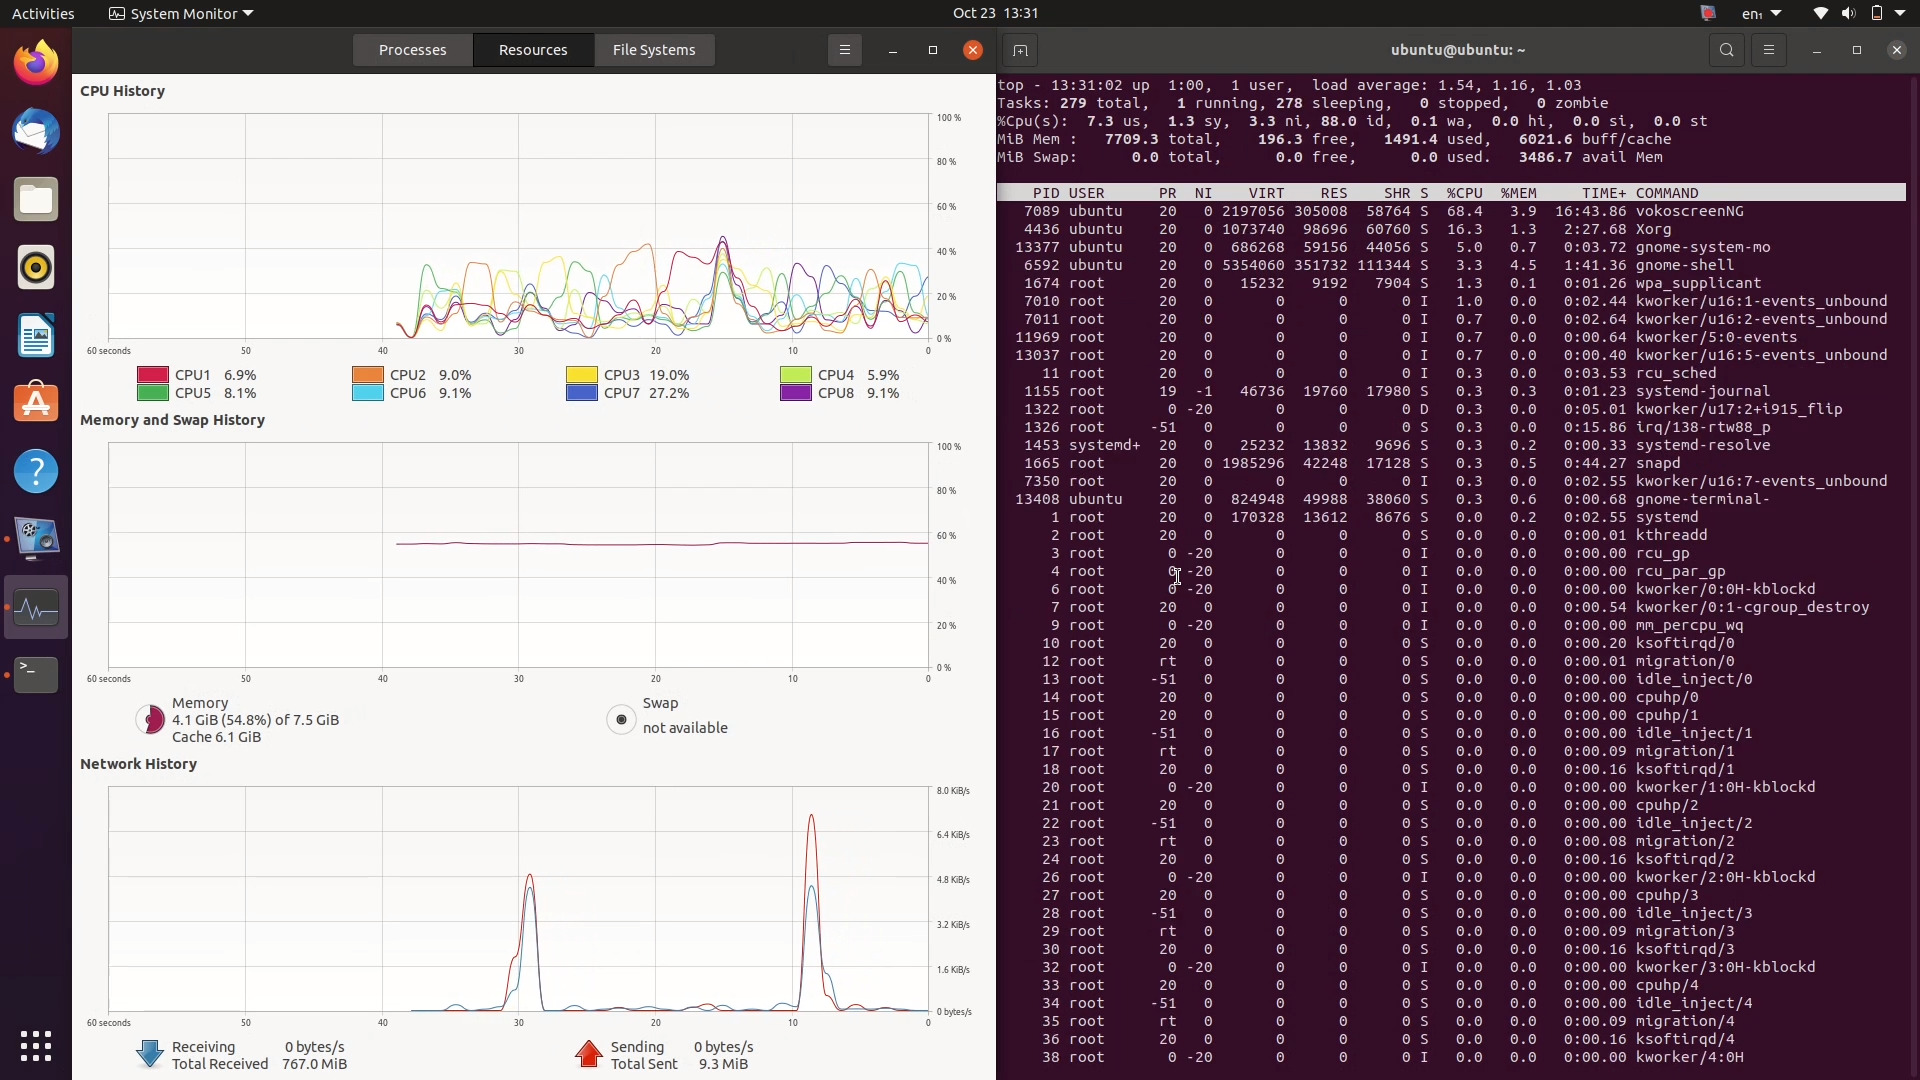 Activities
System Monitor
Oct 23 13:31
en₁
Processes
Resources
File Systems
CPU History
100 %
80 %
60 %
40 %
20 %
0 %
60 seconds 50 40 30 20 10 0
CPU1 6.9% CPU2 9.0% CPU3 19.0% CPU4 5.9%
CPU5 8.1% CPU6 9.1% CPU7 27.2% CPU8 9.1%
Memory and Swap History
100 %
80 %
60 %
40 %
20 %
0 %
60 seconds 50 40 30 20 10 0
Memory
4.1 GiB (54.8%) of 7.5 GiB
Cache 6.1 GiB
Swap
not available
Network History
8.0 KiB/s
6.4 KiB/s
4.8 KiB/s
3.2 KiB/s
1.6 KiB/s
0 bytes/s
60 seconds 50 40 30 20 10 0
Receiving 0 bytes/s
Total Received 767.0 MiB
Sending 0 bytes/s
Total Sent 9.3 MiB
ubuntu@ubuntu: ~
top - 13:31:02 up 1:00, 1 user, load average: 1.54, 1.16, 1.03
Tasks: 279 total, 1 running, 278 sleeping, 0 stopped, 0 zombie
%Cpu(s): 7.3 us, 1.3 sy, 3.3 ni, 88.0 id, 0.1 wa, 0.0 hi, 0.0 si, 0.0 st
MiB Mem : 7709.3 total, 196.3 free, 1491.4 used, 6021.6 buff/cache
MiB Swap: 0.0 total, 0.0 free, 0.0 used. 3486.7 avail Mem
PID USER PR NI VIRT RES SHR S %CPU %MEM TIME+ COMMAND
7089 ubuntu 20 0 2197056 305008 58764 S 68.4 3.9 16:43.86 vokoscreenNG
4436 ubuntu 20 0 1073740 98696 60760 S 16.3 1.3 2:27.68 Xorg
13377 ubuntu 20 0 686268 59156 44056 S 5.0 0.7 0:03.72 gnome-system-mo
6592 ubuntu 20 0 5354060 351732 111344 S 3.3 4.5 1:41.36 gnome-shell
1674 root 20 0 15232 9192 7904 S 1.3 0.1 0:01.26 wpa_supplicant
7010 root 20 0 0 0 0 I 1.0 0.0 0:02.44 kworker/u16:1-events_unbound
7011 root 20 0 0 0 0 I 0.7 0.0 0:02.64 kworker/u16:2-events_unbound
11969 root 20 0 0 0 0 I 0.7 0.0 0:00.64 kworker/5:0-events
13037 root 20 0 0 0 0 I 0.7 0.0 0:00.40 kworker/u16:5-events_unbound
11 root 20 0 0 0 0 I 0.3 0.0 0:03.53 rcu_sched
1155 root 19 -1 46736 19760 17980 S 0.3 0.3 0:01.23 systemd-journal
1322 root 0 -20 0 0 0 D 0.3 0.0 0:05.01 kworker/u17:2+i915_flip
1326 root -51 0 0 0 0 S 0.3 0.0 0:15.86 irq/138-rtw88_p
1453 systemd+ 20 0 25232 13832 9696 S 0.3 0.2 0:00.33 systemd-resolve
1665 root 20 0 1985296 42248 17128 S 0.3 0.5 0:44.27 snapd
7350 root 20 0 0 0 0 I 0.3 0.0 0:02.55 kworker/u16:7-events_unbound
13408 ubuntu 20 0 824948 49988 38060 S 0.3 0.6 0:00.68 gnome-terminal-
1 root 20 0 170328 13612 8676 S 0.0 0.2 0:02.55 systemd
2 root 20 0 0 0 0 S 0.0 0.0 0:00.01 kthreadd
3 root 0 -20 0 0 0 I 0.0 0.0 0:00.00 rcu_gp
4 root 0 -20 0 0 0 I 0.0 0.0 0:00.00 rcu_par_gp
6 root 0 -20 0 0 0 I 0.0 0.0 0:00.00 kworker/0:0H-kblockd
7 root 20 0 0 0 0 I 0.0 0.0 0:00.54 kworker/0:1-cgroup_destroy
9 root 0 -20 0 0 0 I 0.0 0.0 0:00.00 mm_percpu_wq
10 root 20 0 0 0 0 S 0.0 0.0 0:00.20 ksoftirqd/0
12 root rt 0 0 0 0 S 0.0 0.0 0:00.01 migration/0
13 root -51 0 0 0 0 S 0.0 0.0 0:00.00 idle_inject/0
14 root 20 0 0 0 0 S 0.0 0.0 0:00.00 cpuhp/0
15 root 20 0 0 0 0 S 0.0 0.0 0:00.00 cpuhp/1
16 root -51 0 0 0 0 S 0.0 0.0 0:00.00 idle_inject/1
17 root rt 0 0 0 0 S 0.0 0.0 0:00.09 migration/1
18 root 20 0 0 0 0 S 0.0 0.0 0:00.16 ksoftirqd/1
20 root 0 -20 0 0 0 I 0.0 0.0 0:00.00 kworker/1:0H-kblockd
21 root 20 0 0 0 0 S 0.0 0.0 0:00.00 cpuhp/2
22 root -51 0 0 0 0 S 0.0 0.0 0:00.00 idle_inject/2
23 root rt 0 0 0 0 S 0.0 0.0 0:00.08 migration/2
24 root 20 0 0 0 0 S 0.0 0.0 0:00.16 ksoftirqd/2
26 root 0 -20 0 0 0 I 0.0 0.0 0:00.00 kworker/2:0H-kblockd
27 root 20 0 0 0 0 S 0.0 0.0 0:00.00 cpuhp/3
28 root -51 0 0 0 0 S 0.0 0.0 0:00.00 idle_inject/3
29 root rt 0 0 0 0 S 0.0 0.0 0:00.09 migration/3
30 root 20 0 0 0 0 S 0.0 0.0 0:00.16 ksoftirqd/3
32 root 0 -20 0 0 0 I 0.0 0.0 0:00.00 kworker/3:0H-kblockd
33 root 20 0 0 0 0 S 0.0 0.0 0:00.00 cpuhp/4
34 root -51 0 0 0 0 S 0.0 0.0 0:00.00 idle_inject/4
35 root rt 0 0 0 0 S 0.0 0.0 0:00.09 migration/4
36 root 20 0 0 0 0 S 0.0 0.0 0:00.16 ksoftirqd/4
38 root 0 -20 0 0 0 I 0.0 0.0 0:00.00 kworker/4:0H